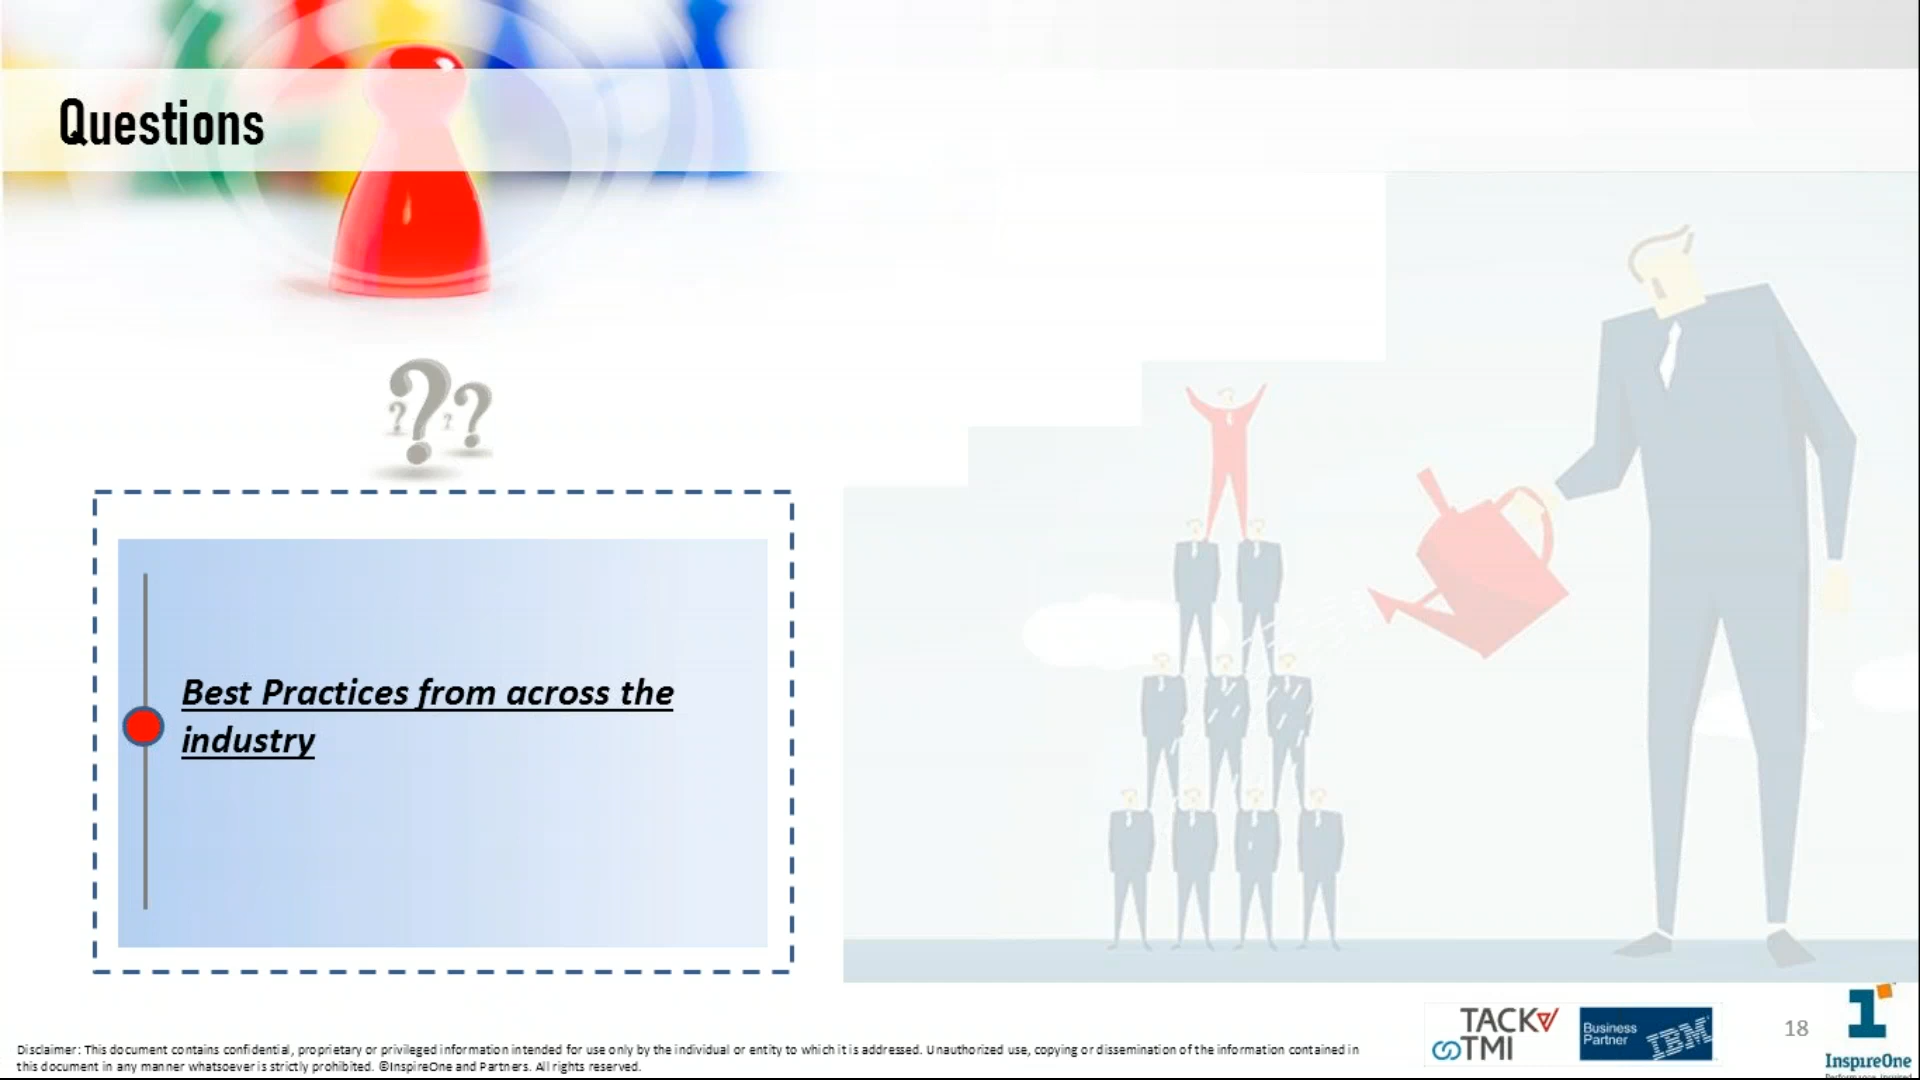 Questions
? ? ? ?
Best Practices from across the
industry
TACK
TMI
Business
Partner
IBM
18
InspireOne
Performance. Inspired
Disclaimer: This document contains confidential, proprietary or privileged information intended for use only by the individual or entity to which it is addressed. Unauthorized use, copying or dissemination of the information contained in
this document in any manner whatsoever is strictly prohibited. ©InspireOne and Partners. All rights reserved.